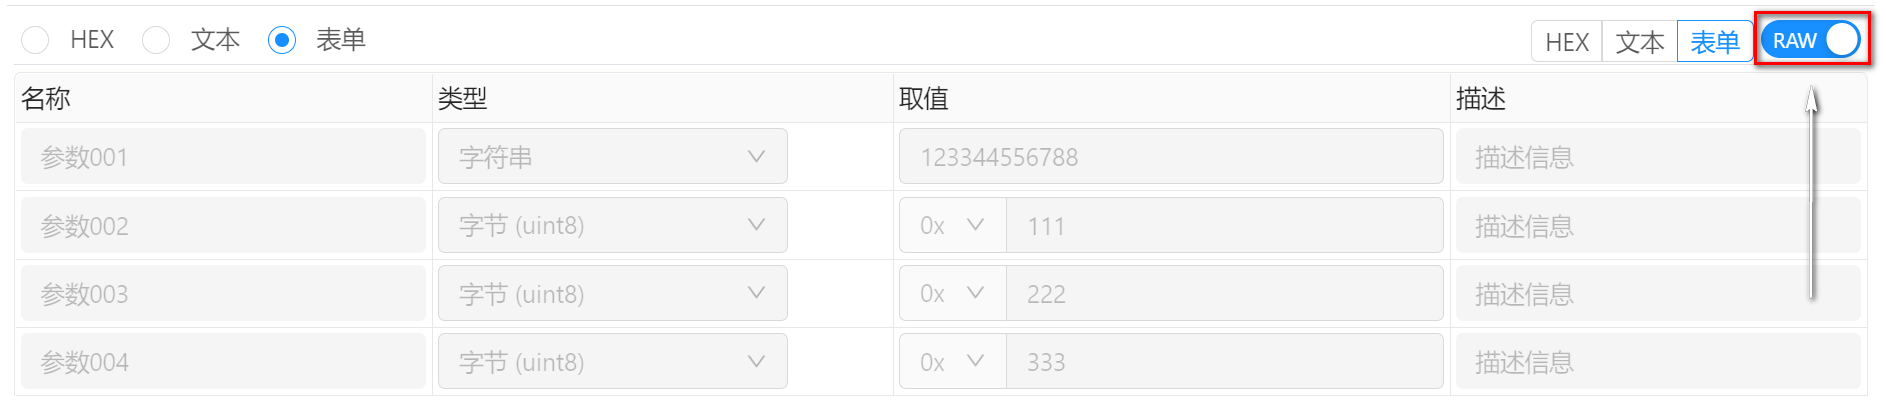 HEX 文本 表单 HEX 文本 表单 RAW
名称 类型 取值 描述
参数001 字符串 123344556788 描述信息
参数002 字节 (uint8) 0x 111 描述信息
参数003 字节 (uint8) 0x 222 描述信息
参数004 字节 (uint8) 0x 333 描述信息